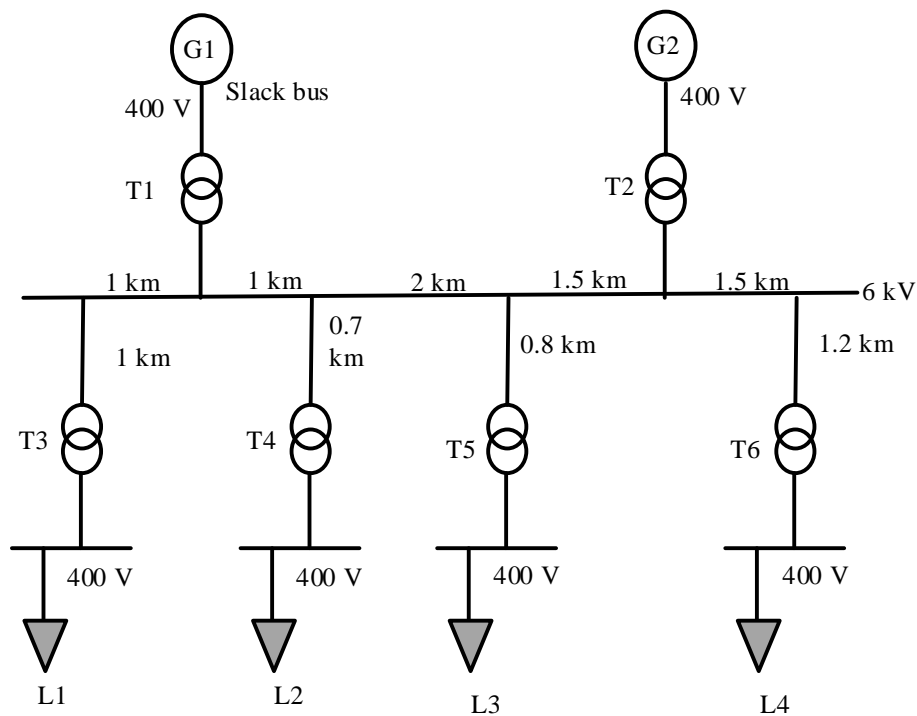 G1
G2
Slack bus
400 V
400 V
T1
T2
1 km
1 km
2 km
1.5 km
1.5 km
6 kV
1 km
0.7
km
0.8 km
1.2 km
T3
T4
T5
T6
400 V
400 V
400 V
400 V
L1
L2
L3
L4